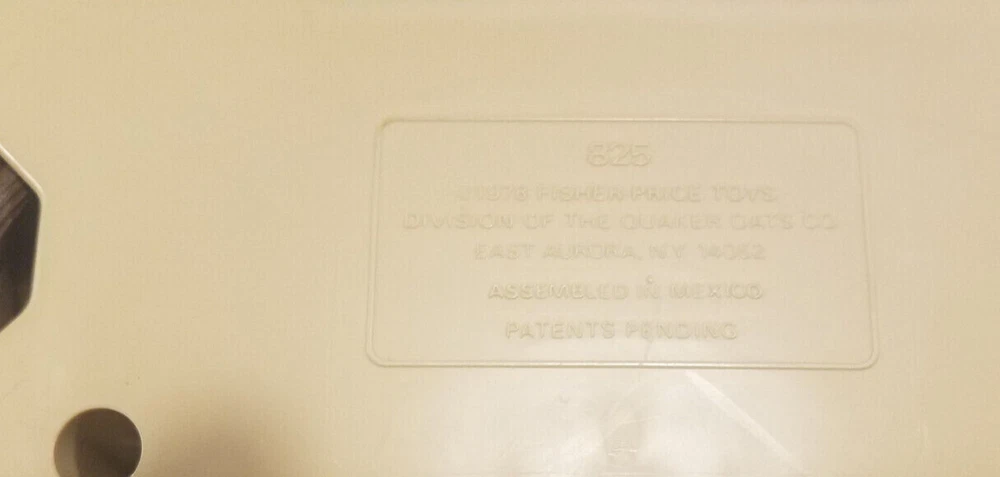 825
©1978 FISHER-PRICE TOYS
DIVISION OF THE QUAKER OATS CO.
EAST AURORA, N.Y. 14052
ASSEMBLED IN MEXICO
PATENTS PENDING